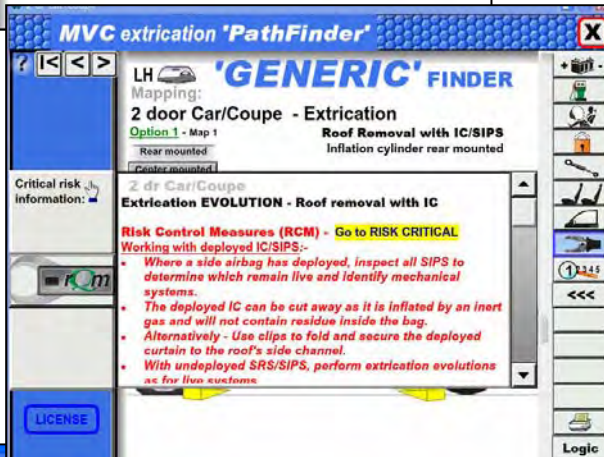 MVC extrication 'PathFinder'
X
? |< < >
LH 'GENERIC' FINDER
Mapping:
2 door Car/Coupe - Extrication
Option 1 - Map 1 Roof Removal with IC/SIPS
Rear mounted Inflation cylinder rear mounted
Center mounted
Critical risk
information:
2 dr Car/Coupe
Extrication EVOLUTION - Roof removal with IC
Risk Control Measures (RCM) - Go to RISK CRITICAL
Working with deployed IC/SIPS:-
• Where a side airbag has deployed, inspect all SIPS to
determine which remain live and identify mechanical
systems.
• The deployed IC can be cut away as it is inflated by an inert
gas and will not contain residue inside the bag.
• Alternatively - Use clips to fold and secure the deployed
curtain to the roof's side channel.
• With undeployed SRS/SIPS, perform extrication evolutions
as for live systems
rCm
LICENSE
+ -
12345
<<<
Logic